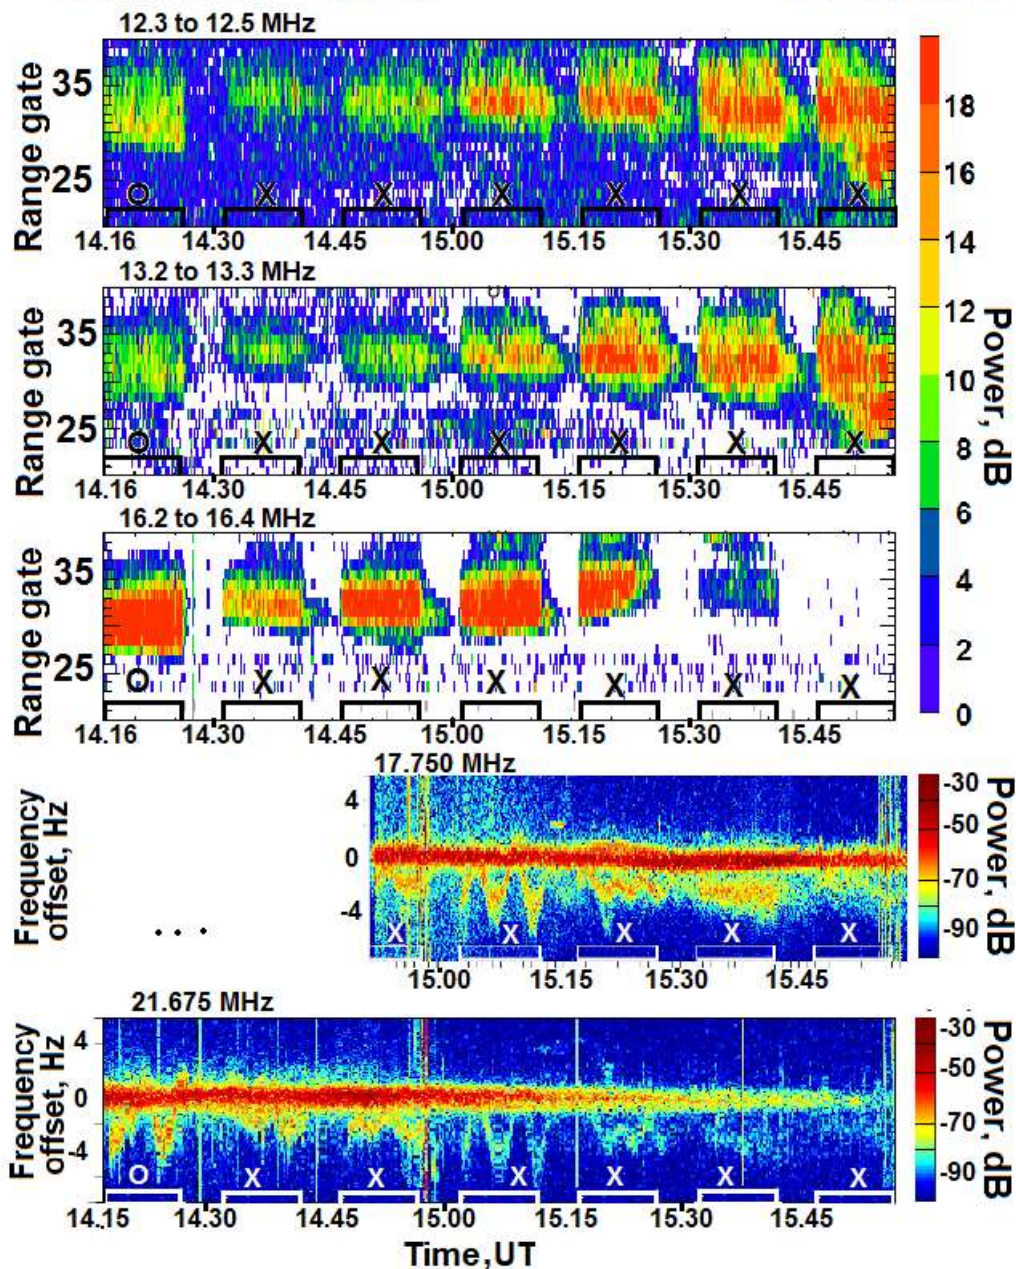 12.3 to 12.5 MHz
Range gate
35
25
O X X X X X X
14.16 14.30 14.45 15.00 15.15 15.30 15.45
13.2 to 13.3 MHz
Range gate
35
25
O X X X X X X
14.16 14.30 14.45 15.00 15.15 15.30 15.45
16.2 to 16.4 MHz
Range gate
35
25
O X X X X X X
14.16 14.30 14.45 15.00 15.15 15.30 15.45
18
16
14
12
10
8
6
4
2
0
Power, dB
17.750 MHz
Frequency
offset, Hz
4
0
-4
X X X X X
15.00 15.15 15.30 15.45
-30
-50
-70
-90
Power, dB
21.675 MHz
Frequency
offset, Hz
4
0
-4
O X X X X X X
14.15 14.30 14.45 15.00 15.15 15.30 15.45
-30
-50
-70
-90
Power, dB
Time,UT